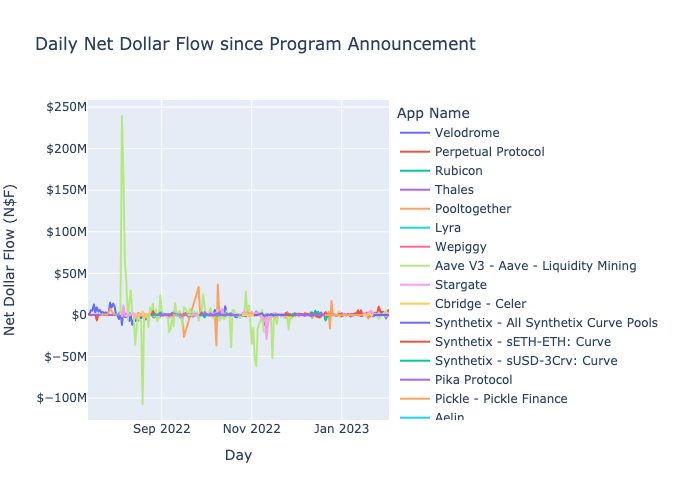 Daily Net Dollar Flow since Program Announcement
Net Dollar Flow (N$F)
$250M
$200M
$150M
$100M
$50M
$0
$−50M
$−100M
Sep 2022
Nov 2022
Jan 2023
Day
App Name
Velodrome
Perpetual Protocol
Rubicon
Thales
Pooltogether
Lyra
Wepiggy
Aave V3 - Aave - Liquidity Mining
Stargate
Cbridge - Celer
Synthetix - All Synthetix Curve Pools
Synthetix - sETH-ETH: Curve
Synthetix - sUSD-3Crv: Curve
Pika Protocol
Pickle - Pickle Finance
Aelin